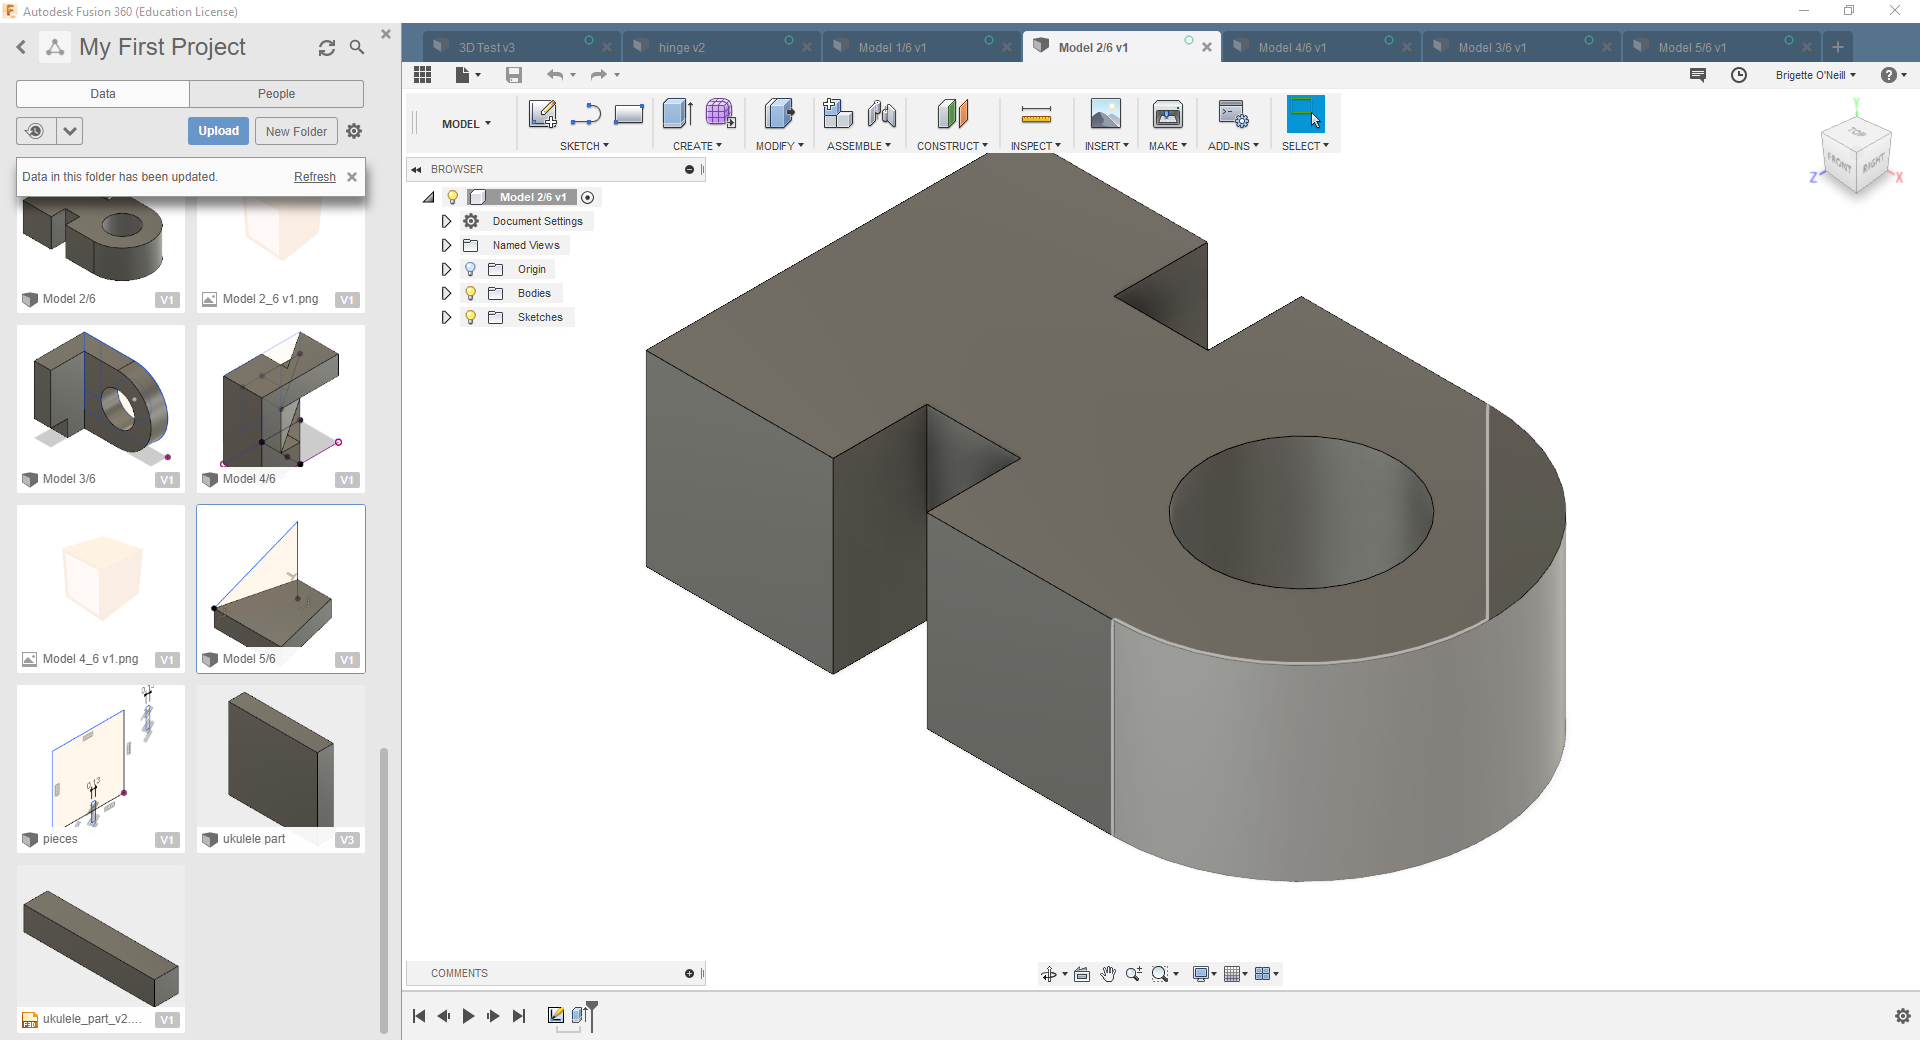 Autodesk Fusion 360 (Education License)
My First Project
Data
People
Upload
New Folder
Data in this folder has been updated.
Refresh
Model 2/6
V1
Model 2_6 v1.png
V1
Model 3/6
V1
Model 4/6
V1
Model 4_6 v1.png
V1
Model 5/6
V1
pieces
V1
ukulele part
V3
ukulele_part_v2....
V1
3D Test v3
hinge v2
Model 1/6 v1
Model 2/6 v1
Model 4/6 v1
Model 3/6 v1
Model 5/6 v1
Brigette O'Neill
MODEL
SKETCH
CREATE
MODIFY
ASSEMBLE
CONSTRUCT
INSPECT
INSERT
MAKE
ADD-INS
SELECT
BROWSER
Model 2/6 v1
Document Settings
Named Views
Origin
Bodies
Sketches
Y
TOP
FRONT
RIGHT
Z
X
COMMENTS